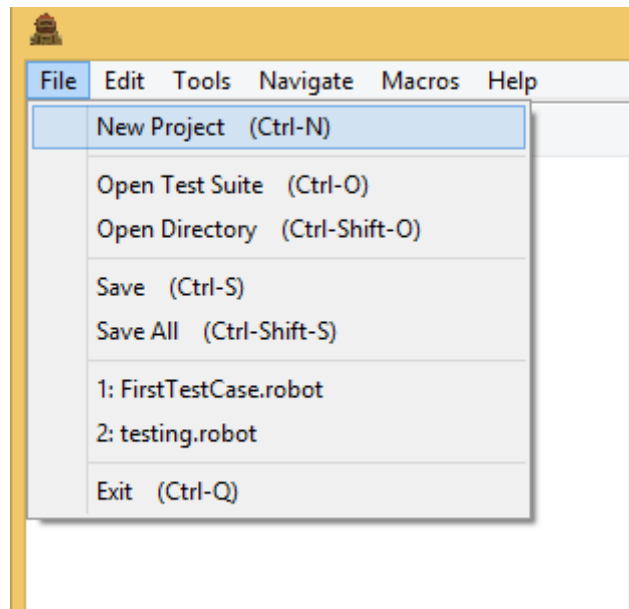 File Edit Tools Navigate Macros Help
New Project (Ctrl-N)
Open Test Suite (Ctrl-O)
Open Directory (Ctrl-Shift-O)
Save (Ctrl-S)
Save All (Ctrl-Shift-S)
1: FirstTestCase.robot
2: testing.robot
Exit (Ctrl-Q)